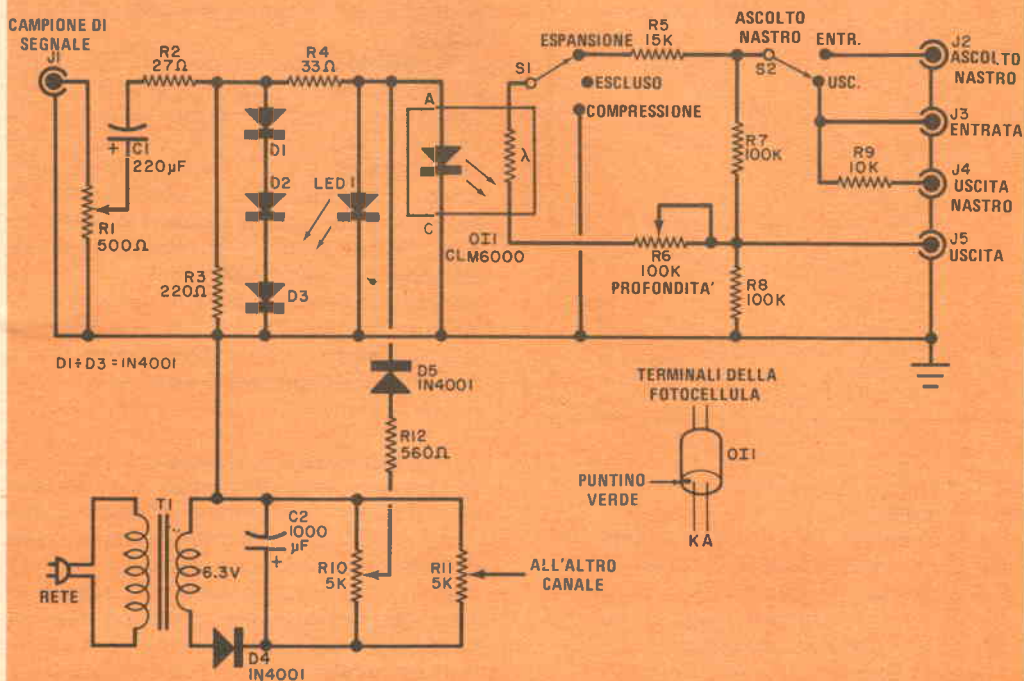 CAMPIONE DI
SEGNALE
J1
R2
27Ω
R4
33Ω
C1
+
220µF
R1
500Ω
R3
220Ω
D1
D2
D3
LED 1
A
C
λ
OI1
CLM6000
S1
ESPANSIONE
ESCLUSO
COMPRESSIONE
R5
15K
ASCOLTO
NASTRO
S2
ENTR.
USC.
J2
ASCOLTO
NASTRO
J3
ENTRATA
J4
USCITA
NASTRO
J5
USCITA
R7
100K
R9
10K
R6
100K
PROFONDITA'
R8
100K
D1÷D3 = 1N4001
D5
1N4001
R12
560Ω
TERMINALI DELLA
FOTOCELLULA
OI1
PUNTINO
VERDE
K A
RETE
T1
6.3V
C2
1000
µF
+
R10
5K
R11
5K
ALL'ALTRO
CANALE
D4
1N4001